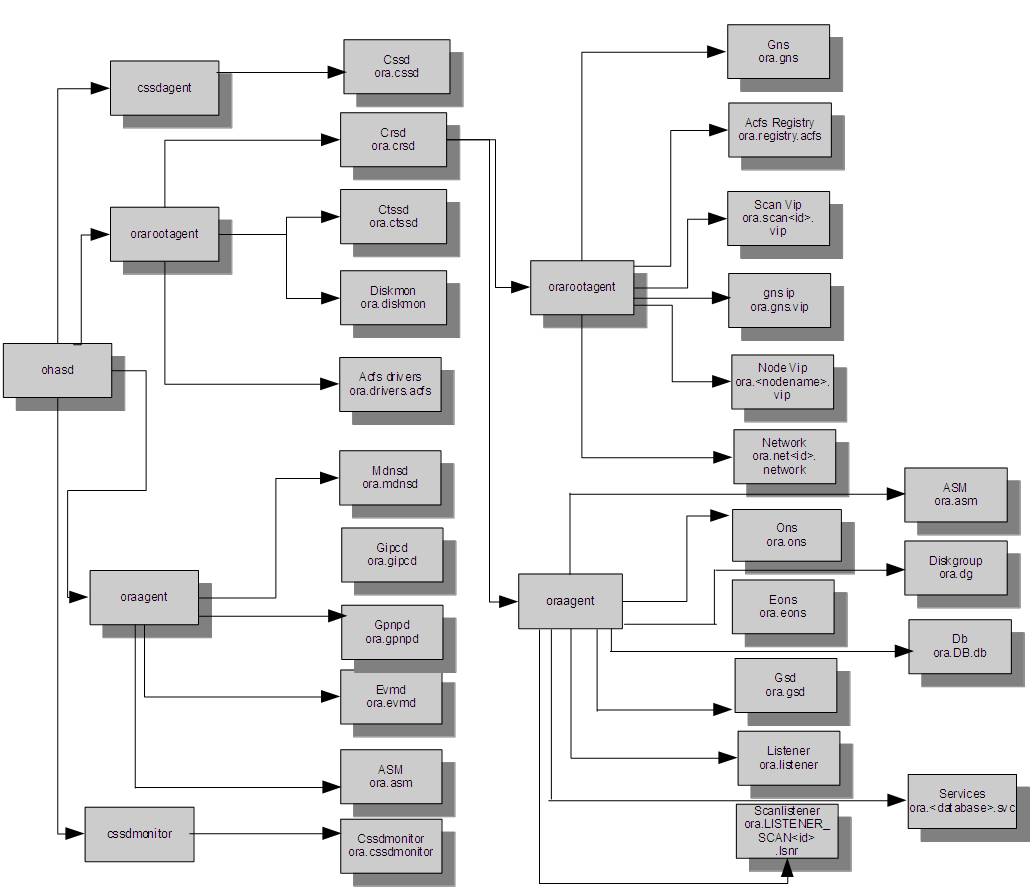 ohasd
cssdagent
orarootagent
oraagent
cssdmonitor
Cssd
ora.cssd
Crsd
ora.crsd
Ctssd
ora.ctssd
Diskmon
ora.diskmon
Acfs drivers
ora.drivers.acfs
Mdnsd
ora.mdnsd
Gipcd
ora.gipcd
Gpnpd
ora.gpnpd
Evmd
ora.evmd
ASM
ora.asm
Cssdmonitor
ora.cssdmonitor
orarootagent
oraagent
Gns
ora.gns
Acfs Registry
ora.registry.acfs
Scan Vip
ora.scan<id>.
vip
gns ip
ora.gns.vip
Node Vip
ora.<nodename>.
vip
Network
ora.net<id>.
network
Ons
ora.ons
Eons
ora.eons
Gsd
ora.gsd
Listener
ora.listener
Scanlistener
ora.LISTENER_
SCAN<id>
.lsnr
ASM
ora.asm
Diskgroup
ora.dg
Db
ora.DB.db
Services
ora.<database>.svc